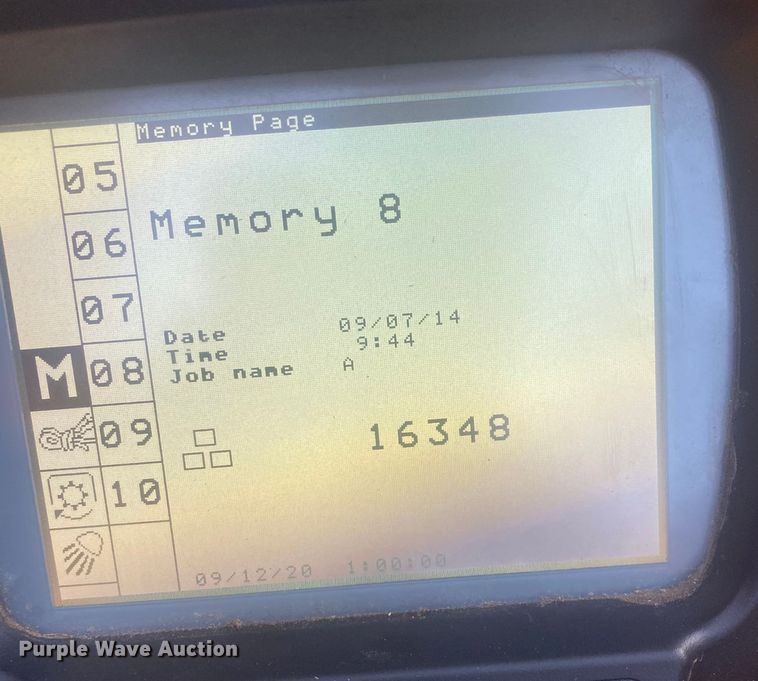 Memory Page
05
06
07
M 08
09
10
Memory 8
Date 09/07/14
Time 9:44
Job name A
16348
09/12/20 1:00:00
Purple Wave Auction